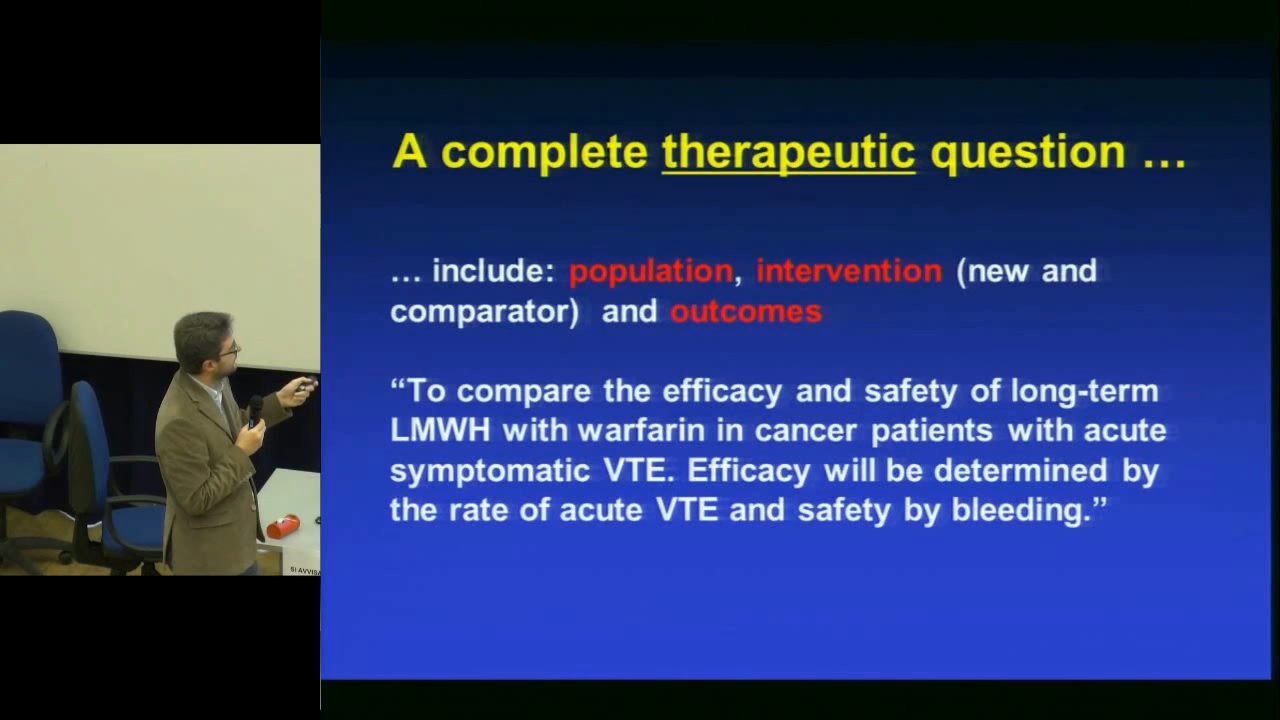 A complete therapeutic question …
… include: population, intervention (new and
comparator) and outcomes
“To compare the efficacy and safety of long-term
LMWH with warfarin in cancer patients with acute
symptomatic VTE. Efficacy will be determined by
the rate of acute VTE and safety by bleeding.”
SI AVVISA